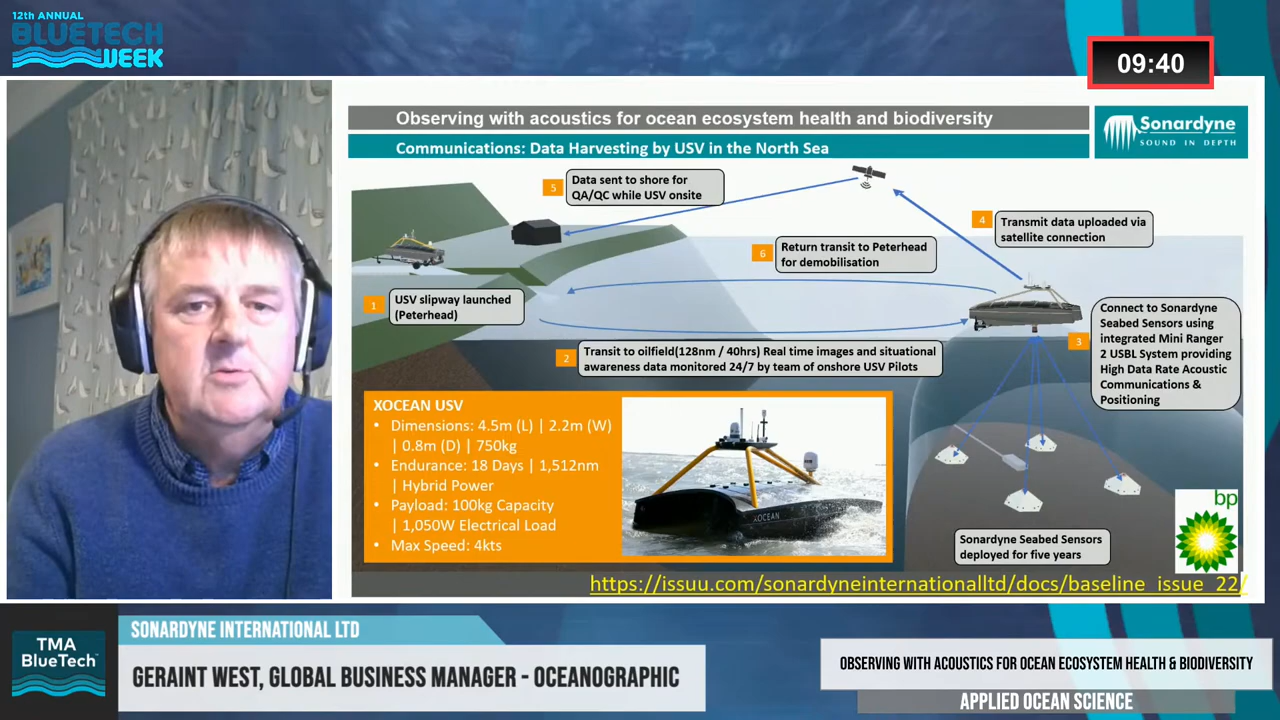 12th ANNUAL
BLUETECH
WEEK
09:40
Observing with acoustics for ocean ecosystem health and biodiversity
Communications: Data Harvesting by USV in the North Sea
Sonardyne
SOUND IN DEPTH
5
Data sent to shore for
QA/QC while USV onsite
4
Transmit data uploaded via
satellite connection
6
Return transit to Peterhead
for demobilisation
1
USV slipway launched
(Peterhead)
3
Connect to Sonardyne
Seabed Sensors using
integrated Mini Ranger
2 USBL System providing
High Data Rate Acoustic
Communications &
Positioning
2
Transit to oilfield(128nm / 40hrs) Real time images and situational
awareness data monitored 24/7 by team of onshore USV Pilots
XOCEAN USV
• Dimensions: 4.5m (L) | 2.2m (W)
| 0.8m (D) | 750kg
• Endurance: 18 Days | 1,512nm
| Hybrid Power
• Payload: 100kg Capacity
| 1,050W Electrical Load
• Max Speed: 4kts
XOCEAN
Sonardyne Seabed Sensors
deployed for five years
bp
https://issuu.com/sonardyneinternationalltd/docs/baseline_issue_22/
TMA
BlueTech™
SONARDYNE INTERNATIONAL LTD
GERAINT WEST, GLOBAL BUSINESS MANAGER - OCEANOGRAPHIC
OBSERVING WITH ACOUSTICS FOR OCEAN ECOSYSTEM HEALTH & BIODIVERSITY
APPLIED OCEAN SCIENCE